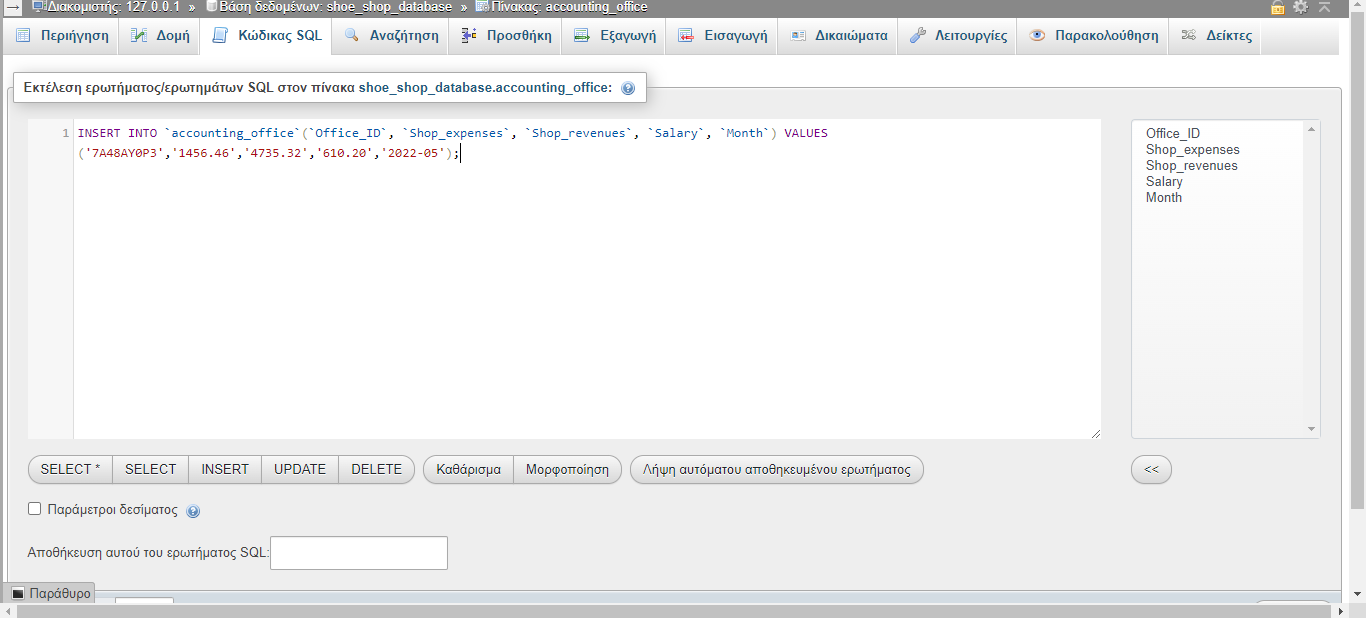 Διακομιστής: 127.0.0.1 » Βάση δεδομένων: shoe_shop_database » Πίνακας: accounting_office
Περιήγηση Δομή Κώδικας SQL Αναζήτηση Προσθήκη Εξαγωγή Εισαγωγή Δικαιώματα Λειτουργίες Παρακολούθηση Δείκτες
Εκτέλεση ερωτήματος/ερωτημάτων SQL στον πίνακα shoe_shop_database.accounting_office:
1 INSERT INTO `accounting_office`(`Office_ID`, `Shop_expenses`, `Shop_revenues`, `Salary`, `Month`) VALUES
('7A48AY0P3','1456.46','4735.32','610.20','2022-05');
Office_ID
Shop_expenses
Shop_revenues
Salary
Month
SELECT * SELECT INSERT UPDATE DELETE Καθάρισμα Μορφοποίηση Λήψη αυτόματου αποθηκευμένου ερωτήματος <<
Παράμετροι δεσίματος
Αποθήκευση αυτού του ερωτήματος SQL:
Παράθυρο